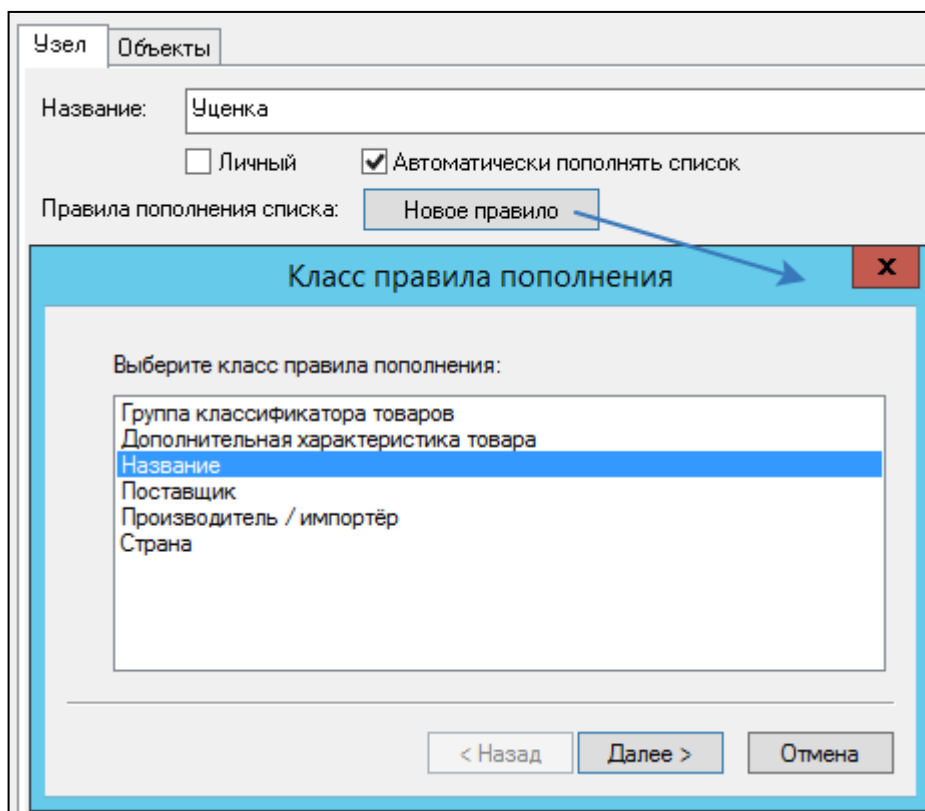 Узел Объекты
Название: Уценка
Личный Автоматически пополнять список
Правила пополнения списка: Новое правило
Класс правила пополнения x
Выберите класс правила пополнения:
Группа классификатора товаров
Дополнительная характеристика товара
Название
Поставщик
Производитель / импортёр
Страна
< Назад Далее > Отмена